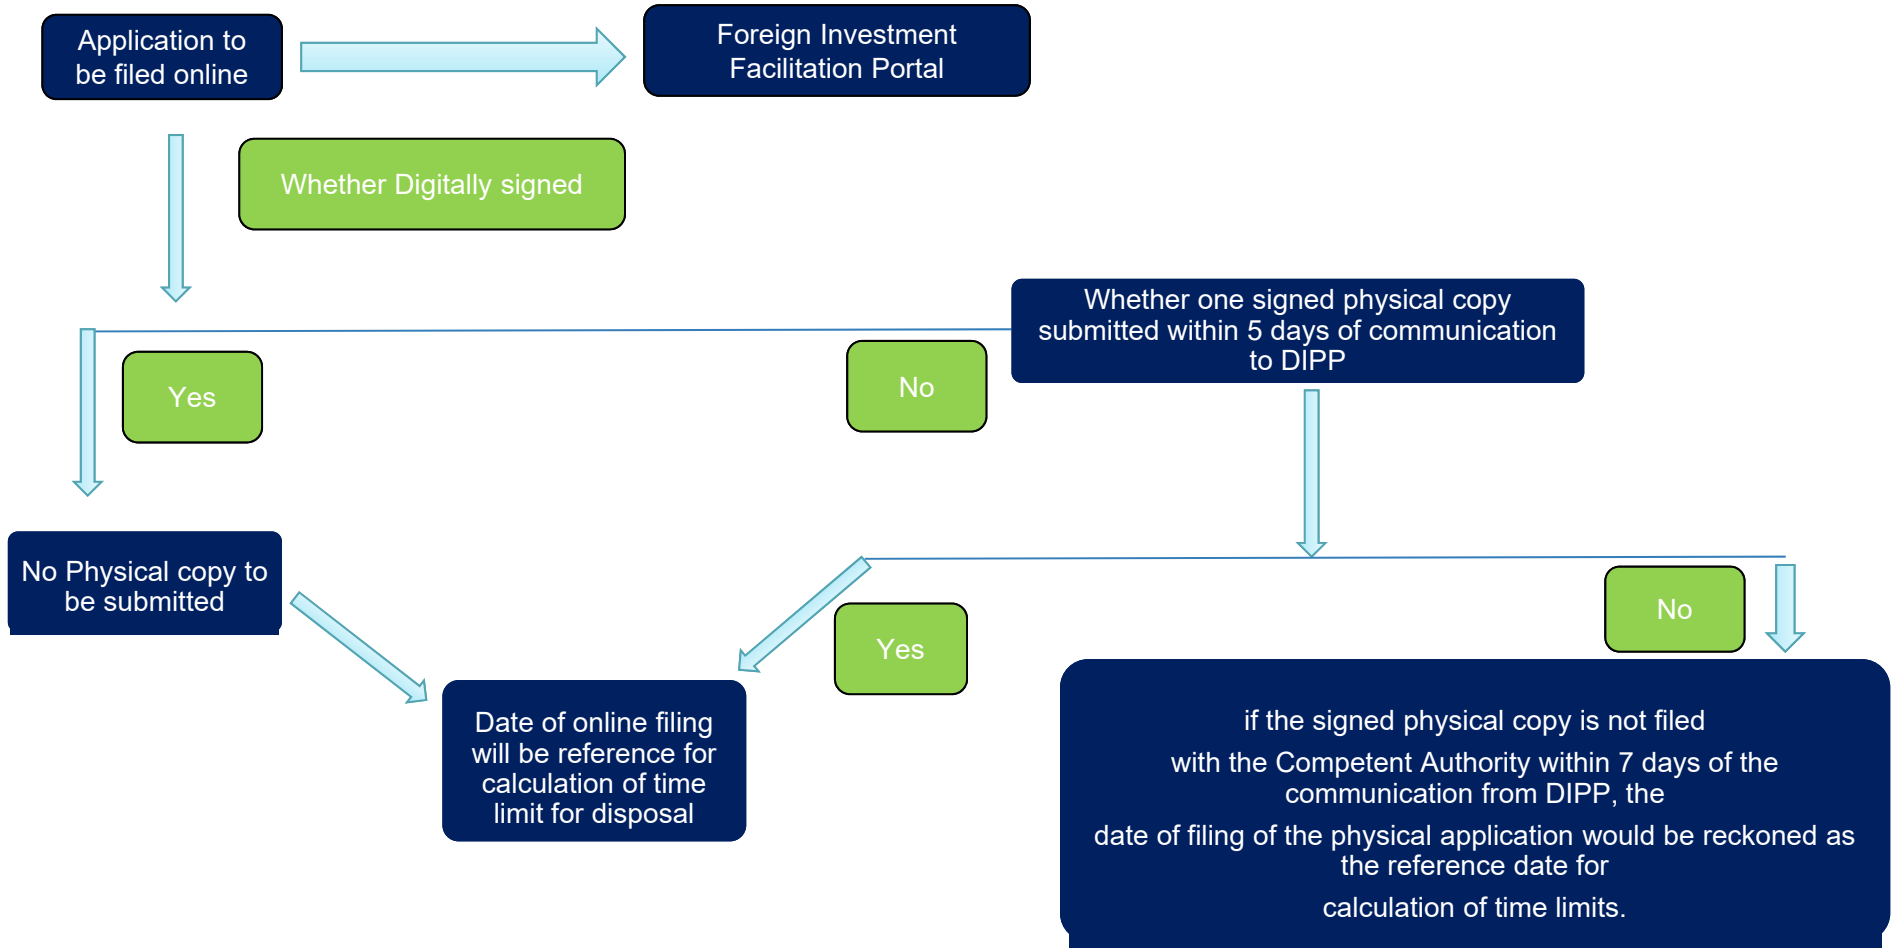 Application to
be filed online
Foreign Investment
Facilitation Portal
Whether Digitally signed
Whether one signed physical copy
submitted within 5 days of communication
to DIPP
Yes
No
No Physical copy to
be submitted
Yes
No
Date of online filing
will be reference for
calculation of time
limit for disposal
if the signed physical copy is not filed
with the Competent Authority within 7 days of the
communication from DIPP, the
date of filing of the physical application would be reckoned as
the reference date for
calculation of time limits.